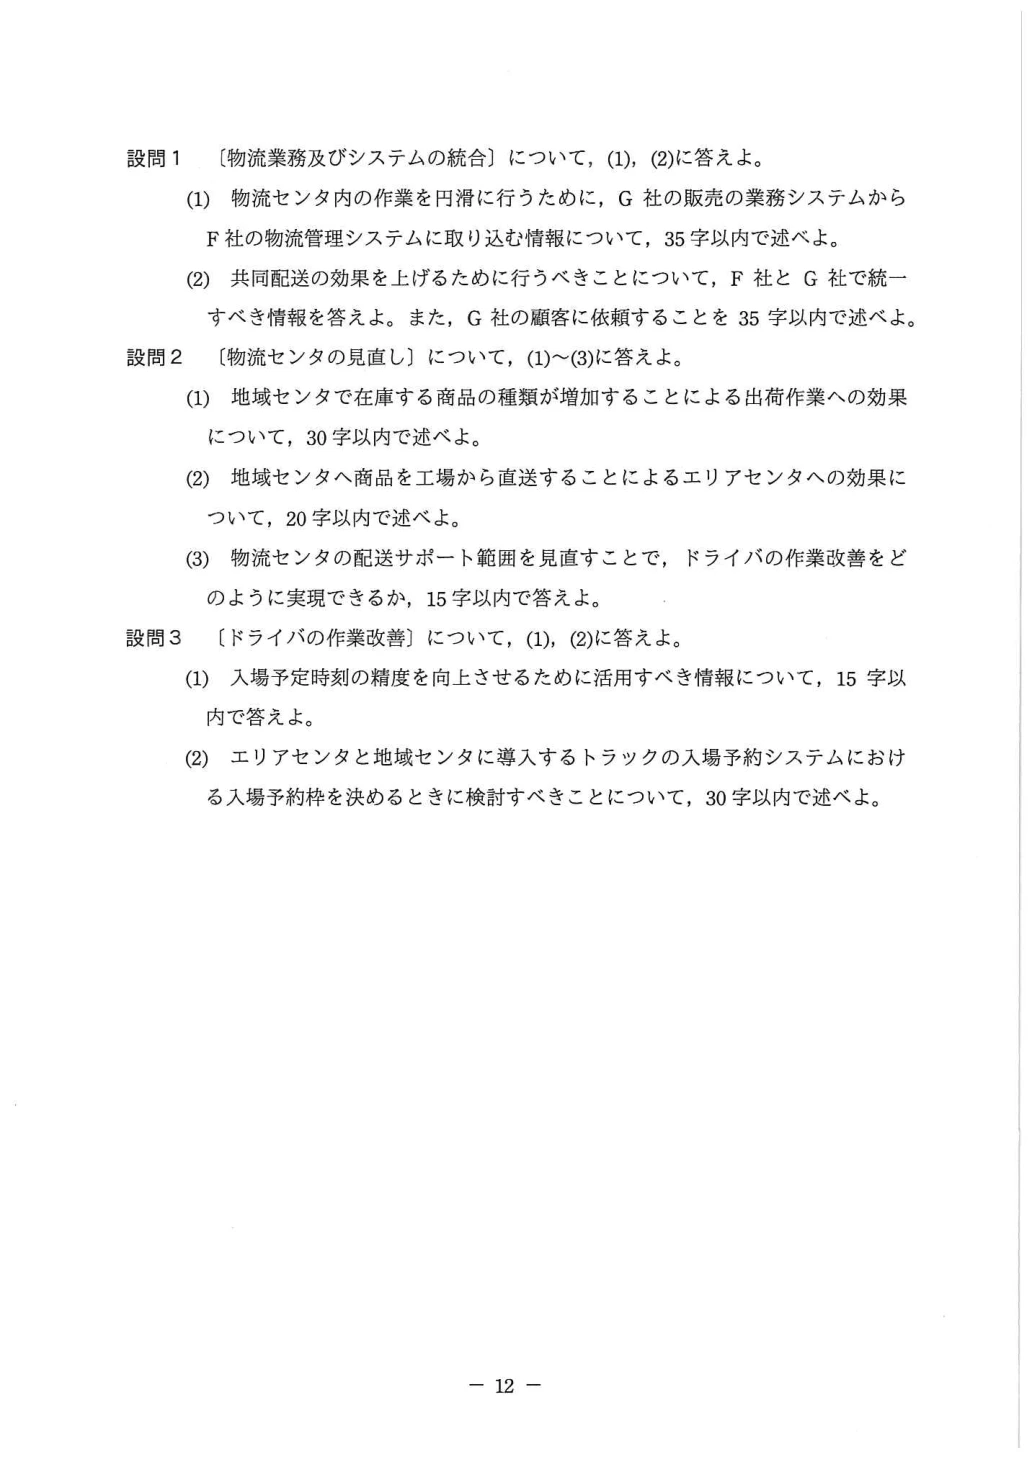 設問1 〔物流業務及びシステムの統合〕について，(1)，(2)に答えよ。
(1) 物流センタ内の作業を円滑に行うために，G 社の販売の業務システムから
F 社の物流管理システムに取り込む情報について，35 字以内で述べよ。
(2) 共同配送の効果を上げるために行うべきことについて，F 社と G 社で統一
すべき情報を答えよ。また，G 社の顧客に依頼することを 35 字以内で述べよ。
設問2 〔物流センタの見直し〕について，(1)～(3)に答えよ。
(1) 地域センタで在庫する商品の種類が増加することによる出荷作業への効果
について，30 字以内で述べよ。
(2) 地域センタへ商品を工場から直送することによるエリアセンタへの効果に
ついて，20 字以内で述べよ。
(3) 物流センタの配送サポート範囲を見直すことで，ドライバの作業改善をど
のように実現できるか，15 字以内で答えよ。
設問3 〔ドライバの作業改善〕について，(1)，(2)に答えよ。
(1) 入場予定時刻の精度を向上させるために活用すべき情報について，15 字以
内で答えよ。
(2) エリアセンタと地域センタに導入するトラックの入場予約システムにおけ
る入場予約枠を決めるときに検討すべきことについて，30 字以内で述べよ。
－ 12 －